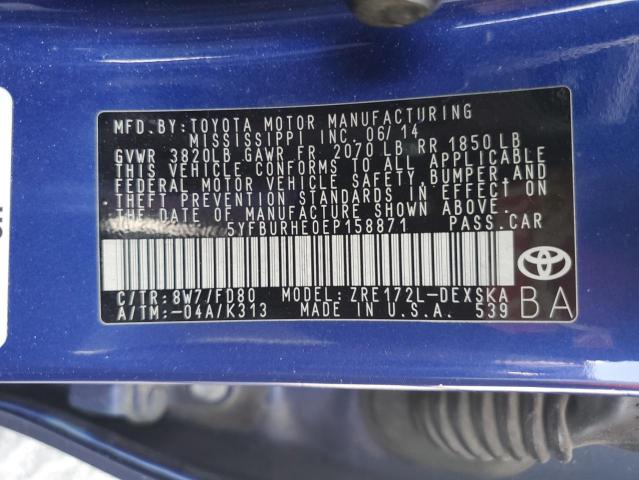 MFD.BY:TOYOTA MOTOR MANUFACTURING
MISSISSIPPI INC. 06/14
GVWR 3820LB GAWR FR. 2070 LB RR 1850 LB
THIS VEHICLE CONFORMS TO ALL APPLICABLE
FEDERAL MOTOR VEHICLE SAFETY, BUMPER, AND
THEFT PREVENTION STANDARDS IN EFFECT ON
THE DATE OF MANUFACTURE SHOWN ABOVE.
5YFBURHE0EP158871 PASS.CAR
C/TR:8W7/FD80 MODEL:ZRE172L-DEXSKA
A/TM:-04A/K313 MADE IN U.S.A. 539
BA